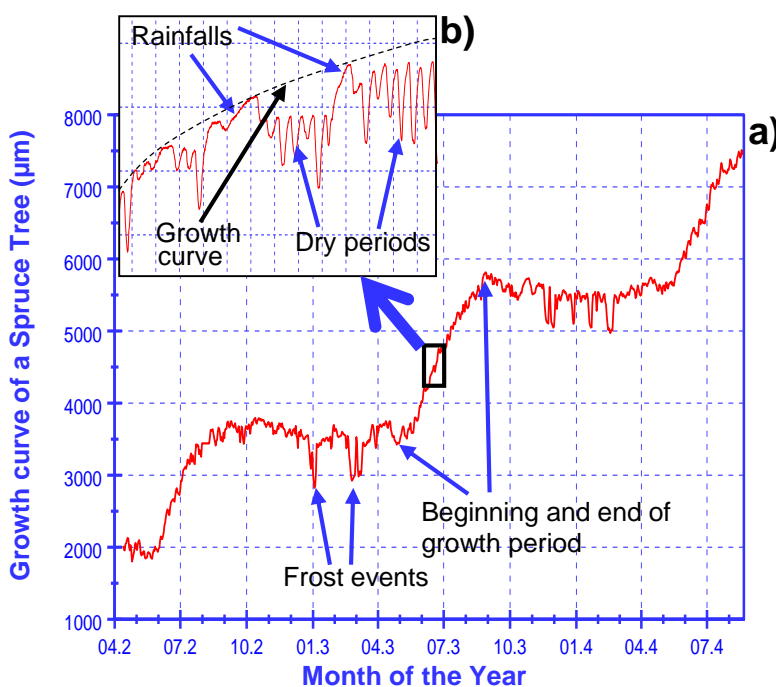 b)
Rainfalls
a)
Growth
curve
Dry periods
Growth curve of a Spruce Tree (µm)
8000
7000
6000
5000
4000
3000
2000
1000
Beginning and end of
growth period
Frost events
04.2 07.2 10.2 01.3 04.3 07.3 10.3 01.4 04.4 07.4
Month of the Year